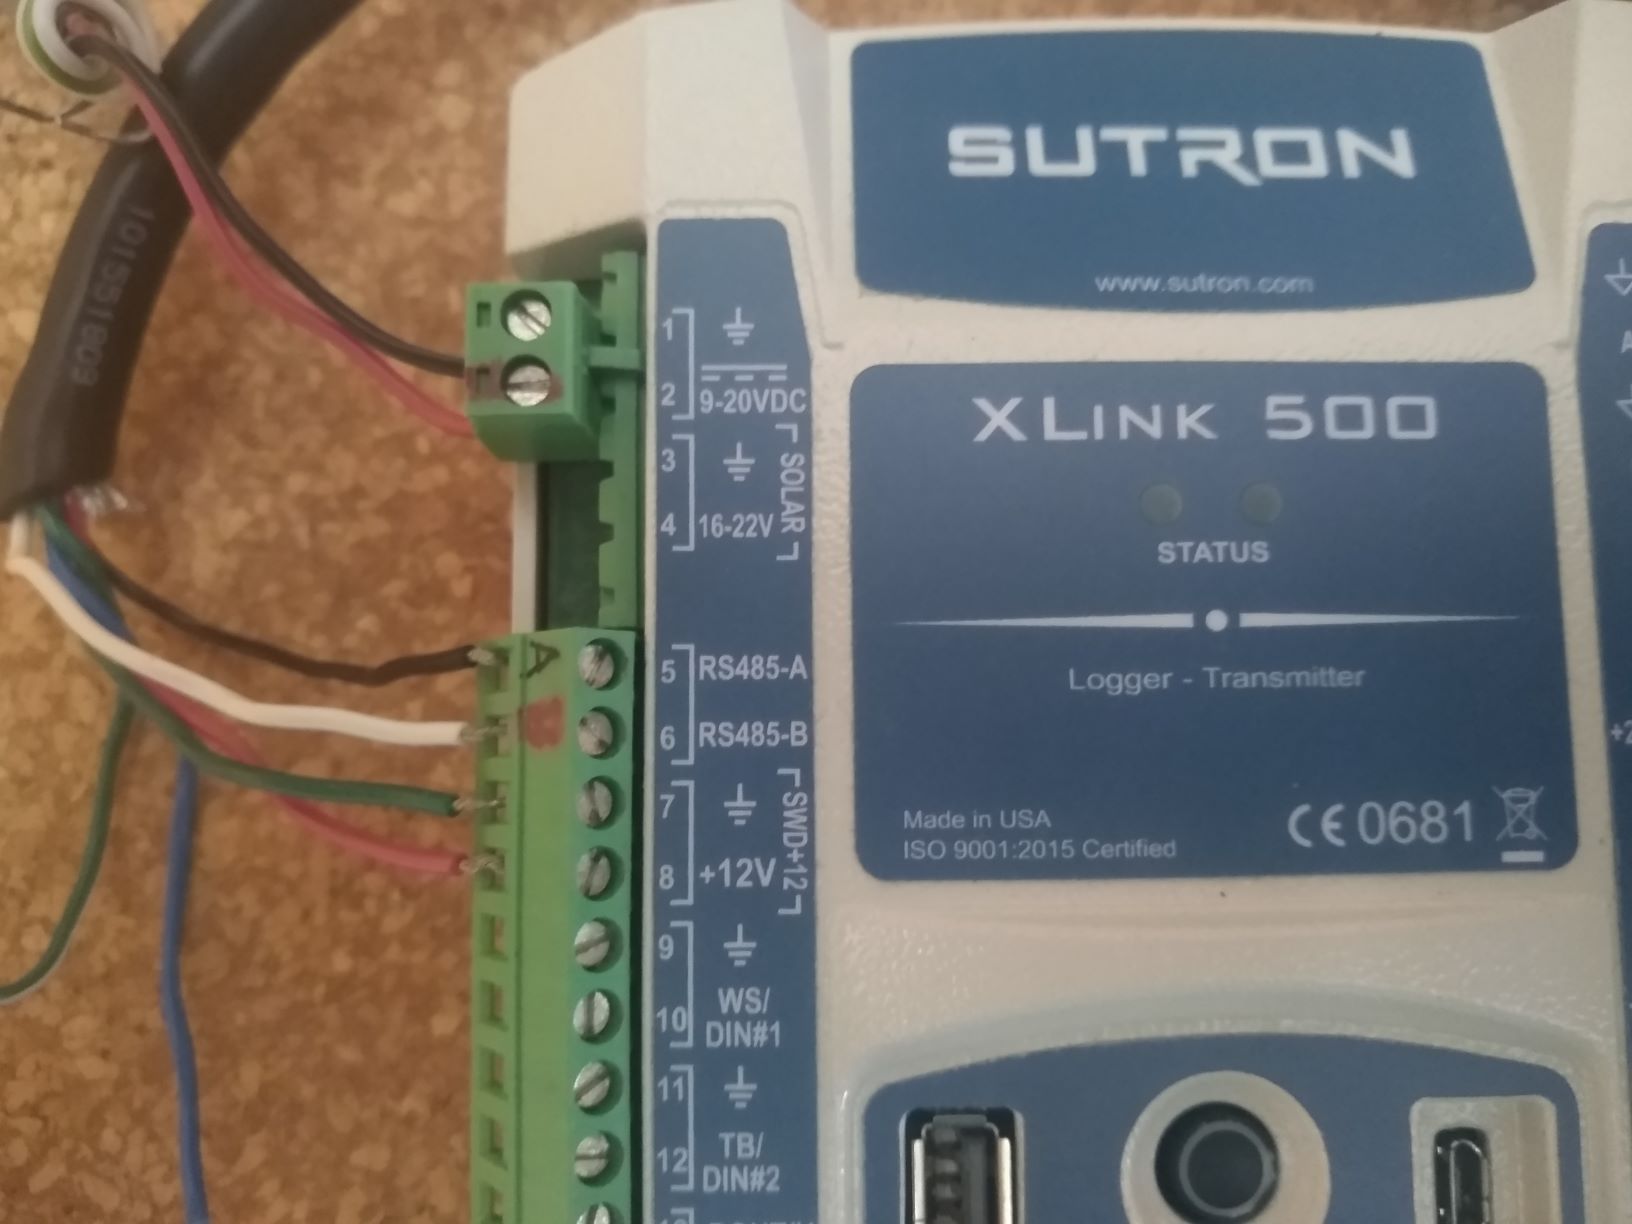 SUTRON
www.sutron.com
XLINK 500
STATUS
Logger - Transmitter
Made in USA
ISO 9001:2015 Certified
CE 0681
1
2 9-20VDC
3
4 16-22V
SOLAR
5 RS485-A
6 RS485-B
7
8 +12V
SWD+12
9
10 WS/
DIN#1
11
12 TB/
DIN#2
A
B